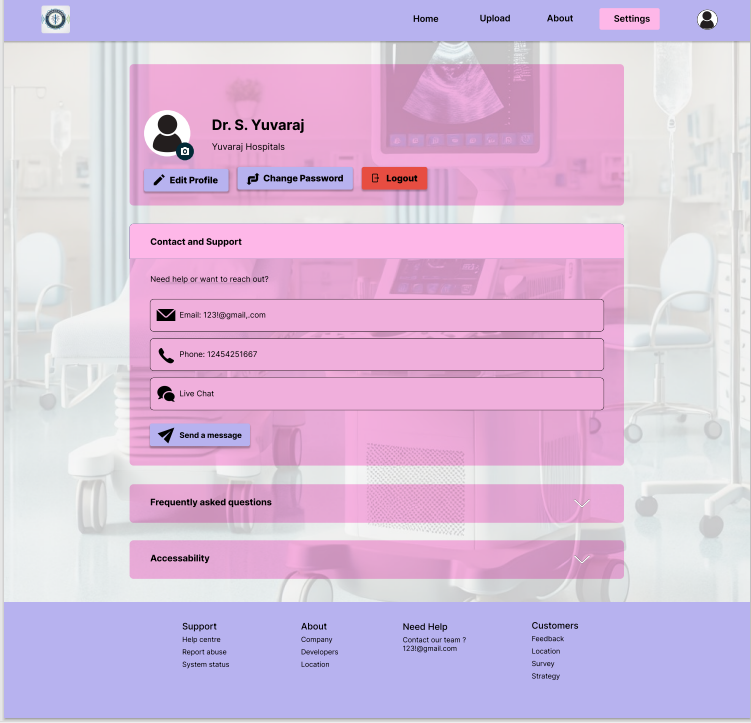 Home Upload About Settings
Dr. S. Yuvaraj
Yuvaraj Hospitals
Edit Profile Change Password Logout
Contact and Support
Need help or want to reach out?
Email: 123!@gmail,.com
Phone: 12454251667
Live Chat
Send a message
Frequently asked questions
Accessability
Support
Help centre
Report abuse
System status
About
Company
Developers
Location
Need Help
Contact our team ?
123!@gmail.com
Customers
Feedback
Location
Survey
Strategy